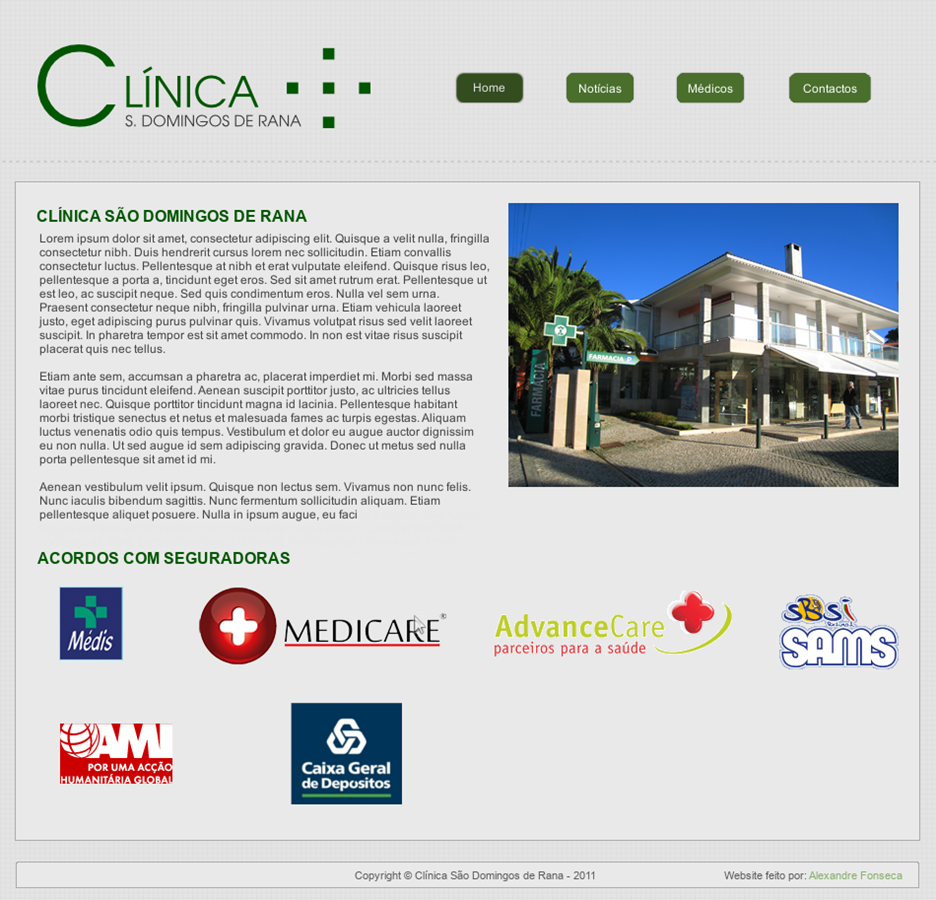 CLÍNICA
S. DOMINGOS DE RANA
Home
Notícias
Médicos
Contactos
CLÍNICA SÃO DOMINGOS DE RANA
Lorem ipsum dolor sit amet, consectetur adipiscing elit. Quisque a velit nulla, fringilla
consectetur nibh. Duis hendrerit cursus lorem nec sollicitudin. Etiam convallis
consectetur luctus. Pellentesque at nibh et erat vulputate eleifend. Quisque risus leo,
pellentesque a porta a, tincidunt eget eros. Sed sit amet rutrum erat. Pellentesque ut
est leo, ac suscipit neque. Sed quis condimentum eros. Nulla vel sem urna.
Praesent consectetur neque nibh, fringilla pulvinar urna. Etiam vehicula laoreet
justo, eget adipiscing purus pulvinar quis. Vivamus volutpat risus sed velit laoreet
suscipit. In pharetra tempor est sit amet commodo. In non est vitae risus suscipit
placerat quis nec tellus.
Etiam ante sem, accumsan a pharetra ac, placerat imperdiet mi. Morbi sed massa
vitae purus tincidunt eleifend. Aenean suscipit porttitor justo, ac ultricies tellus
laoreet nec. Quisque porttitor tincidunt magna id lacinia. Pellentesque habitant
morbi tristique senectus et netus et malesuada fames ac turpis egestas. Aliquam
luctus venenatis odio quis tempus. Vestibulum et dolor eu augue auctor dignissim
eu non nulla. Ut sed augue id sem adipiscing gravida. Donec ut metus sed nulla
porta pellentesque sit amet id mi.
Aenean vestibulum velit ipsum. Quisque non lectus sem. Vivamus non nunc felis.
Nunc iaculis bibendum sagittis. Nunc fermentum sollicitudin aliquam. Etiam
pellentesque aliquet posuere. Nulla in ipsum augue, eu faci
FARMÁCIA
FARMÁCIA
ACORDOS COM SEGURADORAS
Médis
MEDICARE®
AdvanceCare
parceiros para a saúde
SBSI
SAMS
AMI
POR UMA ACÇÃO
HUMANITÁRIA GLOBAL
Caixa Geral
de Depositos
Copyright © Clínica São Domingos de Rana - 2011
Website feito por: Alexandre Fonseca